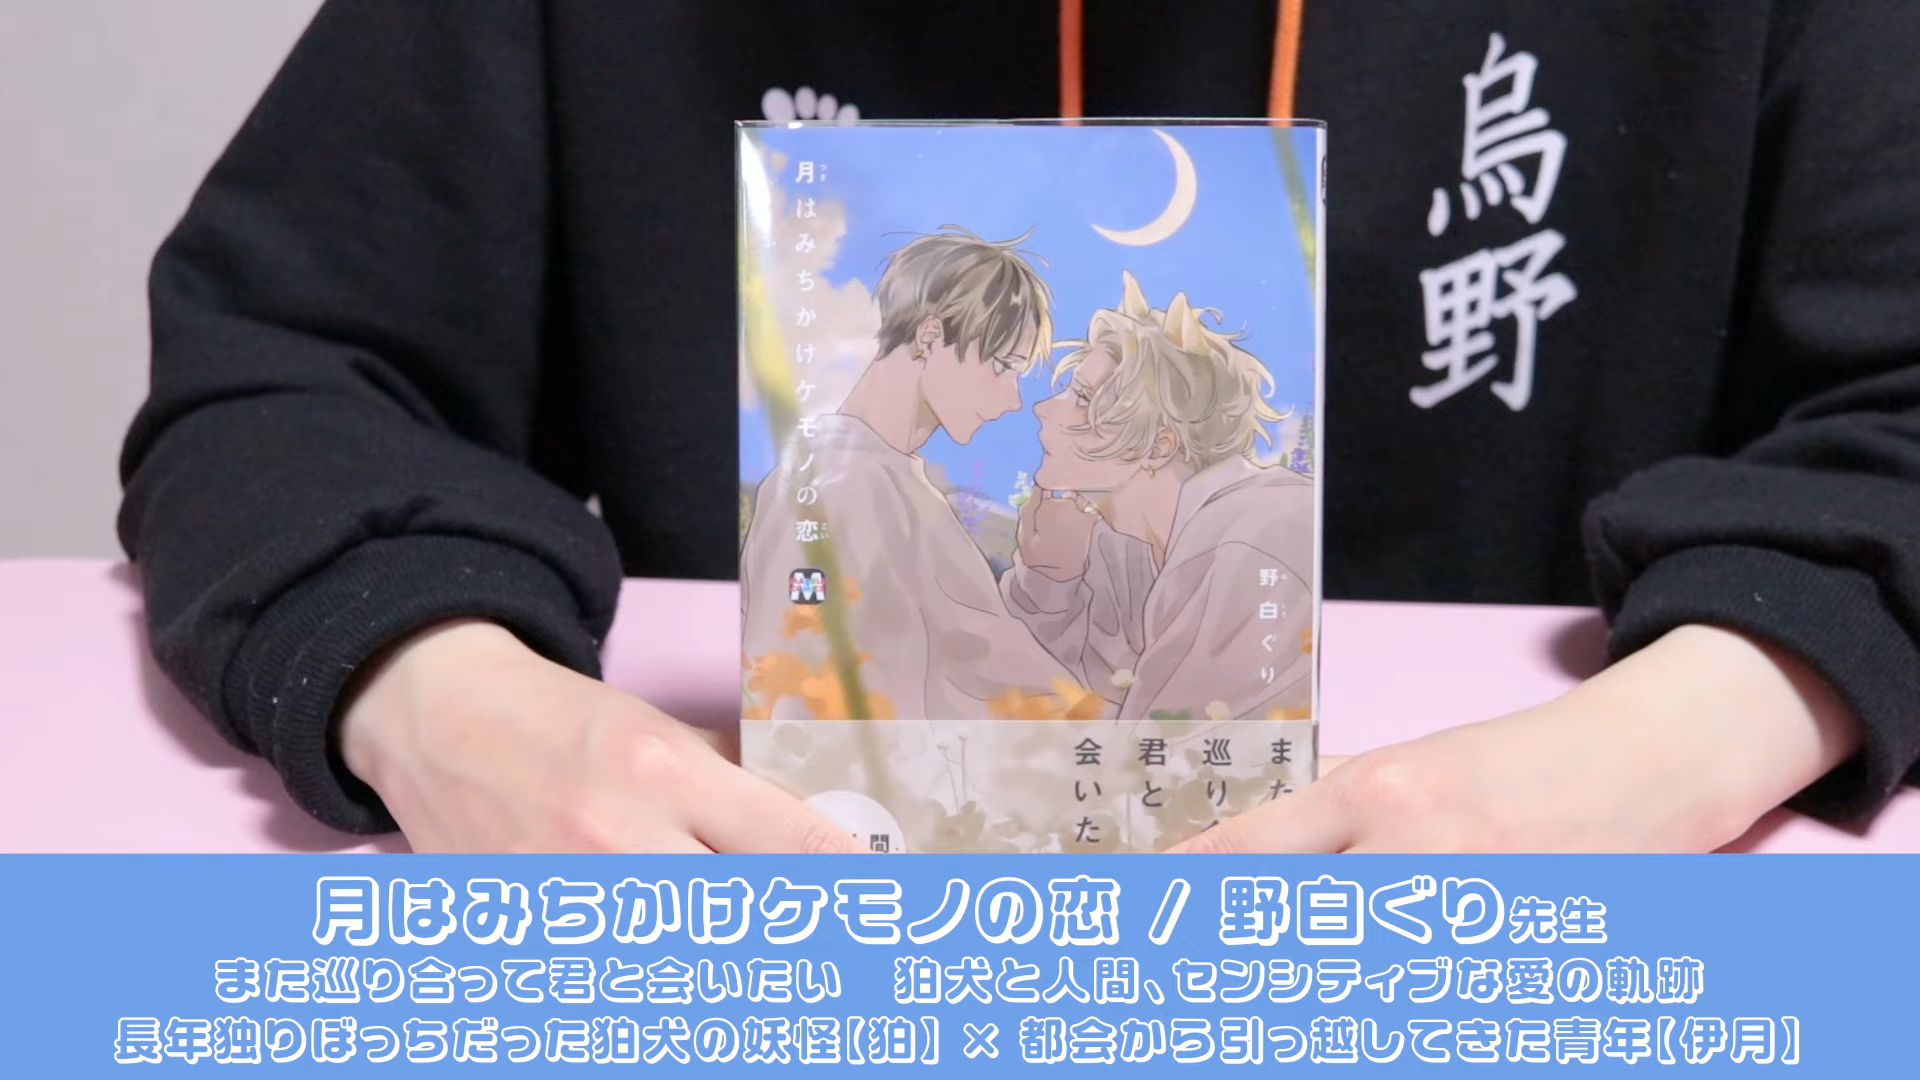 烏野
月はみちかけケモノの恋
つき
こい
M
野白ぐり
また
巡り
君と
会いた
間、
月はみちかけケモノの恋 / 野白ぐり先生
また巡り合って君と会いたい　狛犬と人間、センシティブな愛の軌跡
長年独りぼっちだった狛犬の妖怪【狛】× 都会から引っ越してきた青年【伊月】